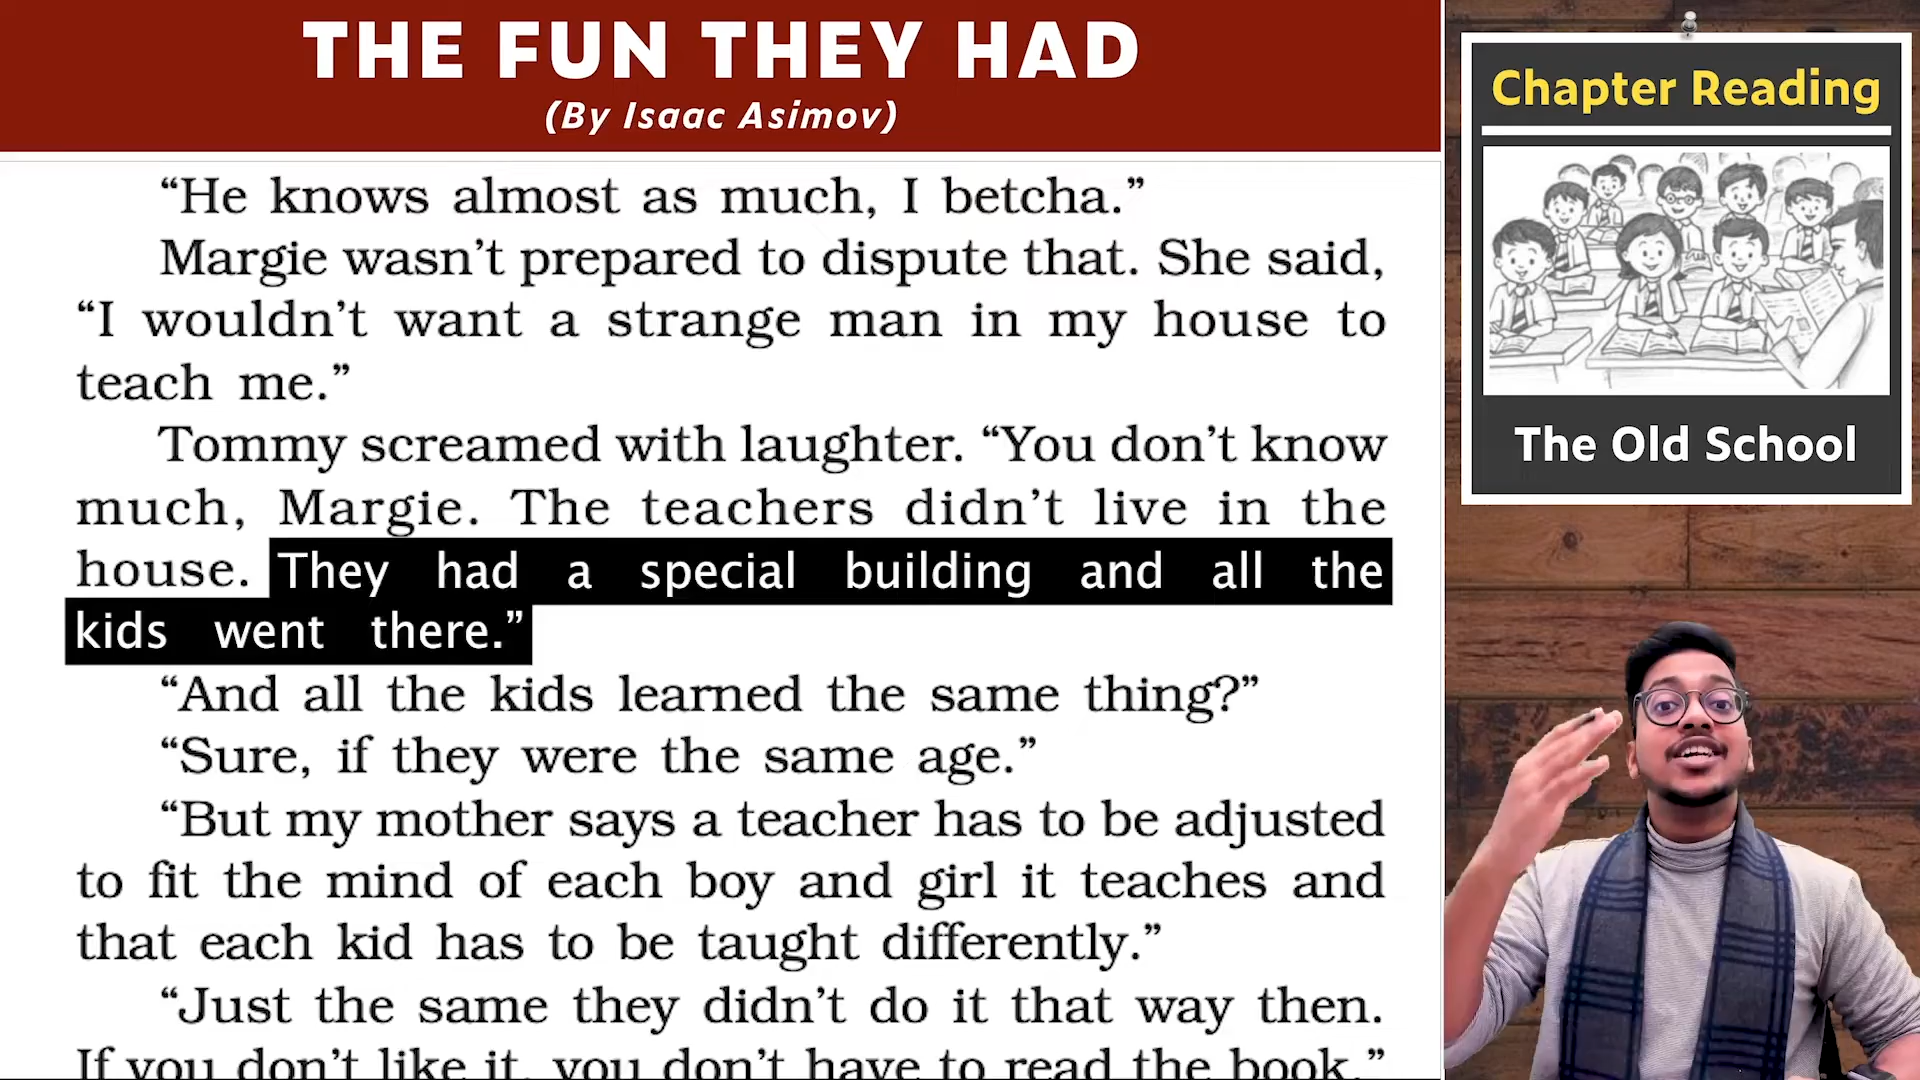 THE FUN THEY HAD
(By Isaac Asimov)
“He knows almost as much, I betcha.”
Margie wasn’t prepared to dispute that. She said,
“I wouldn’t want a strange man in my house to
teach me.”
Tommy screamed with laughter. “You don’t know
much, Margie. The teachers didn’t live in the
house. They had a special building and all the
kids went there.”
“And all the kids learned the same thing?”
“Sure, if they were the same age.”
“But my mother says a teacher has to be adjusted
to fit the mind of each boy and girl it teaches and
that each kid has to be taught differently.”
“Just the same they didn’t do it that way then.
If you don’t like it, you don’t have to read the book.”
Chapter Reading
The Old School